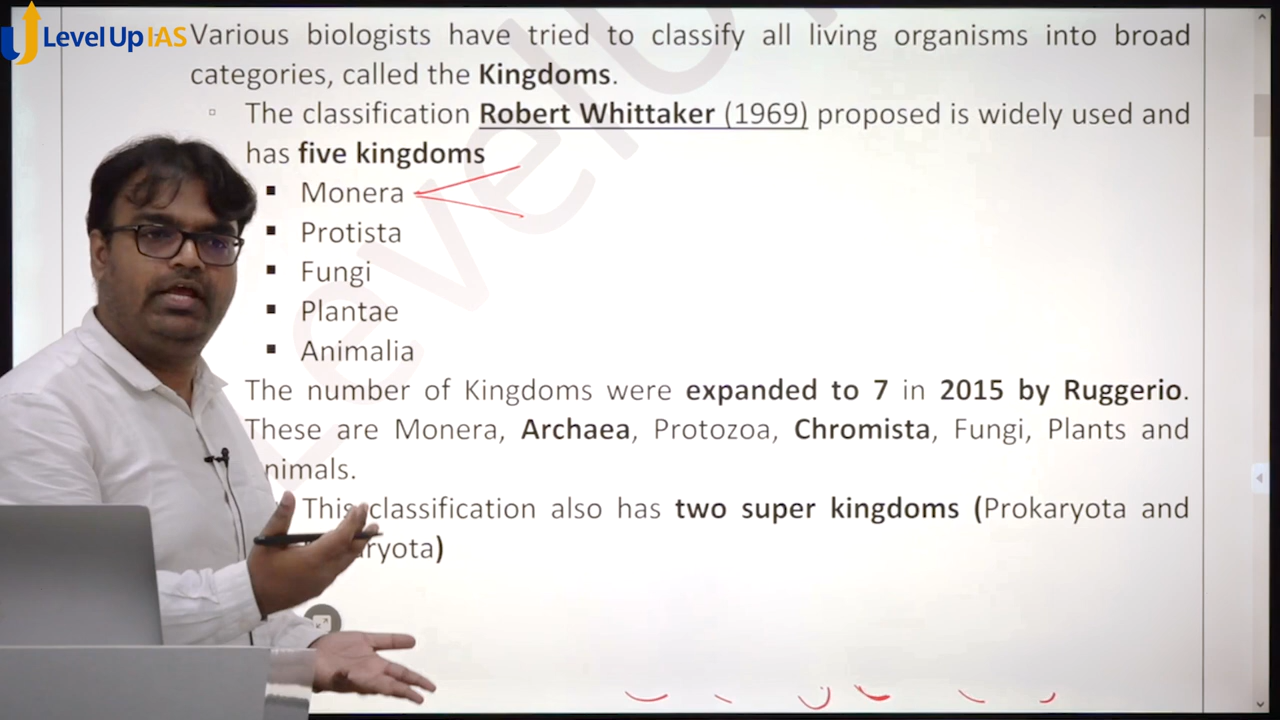 Level Up IAS
Various biologists have tried to classify all living organisms into broad
categories, called the Kingdoms.
The classification Robert Whittaker (1969) proposed is widely used and
has five kingdoms
Monera
Protista
Fungi
Plantae
Animalia
The number of Kingdoms were expanded to 7 in 2015 by Ruggerio.
These are Monera, Archaea, Protozoa, Chromista, Fungi, Plants and
nimals.
This classification also has two super kingdoms (Prokaryota and
aryota)